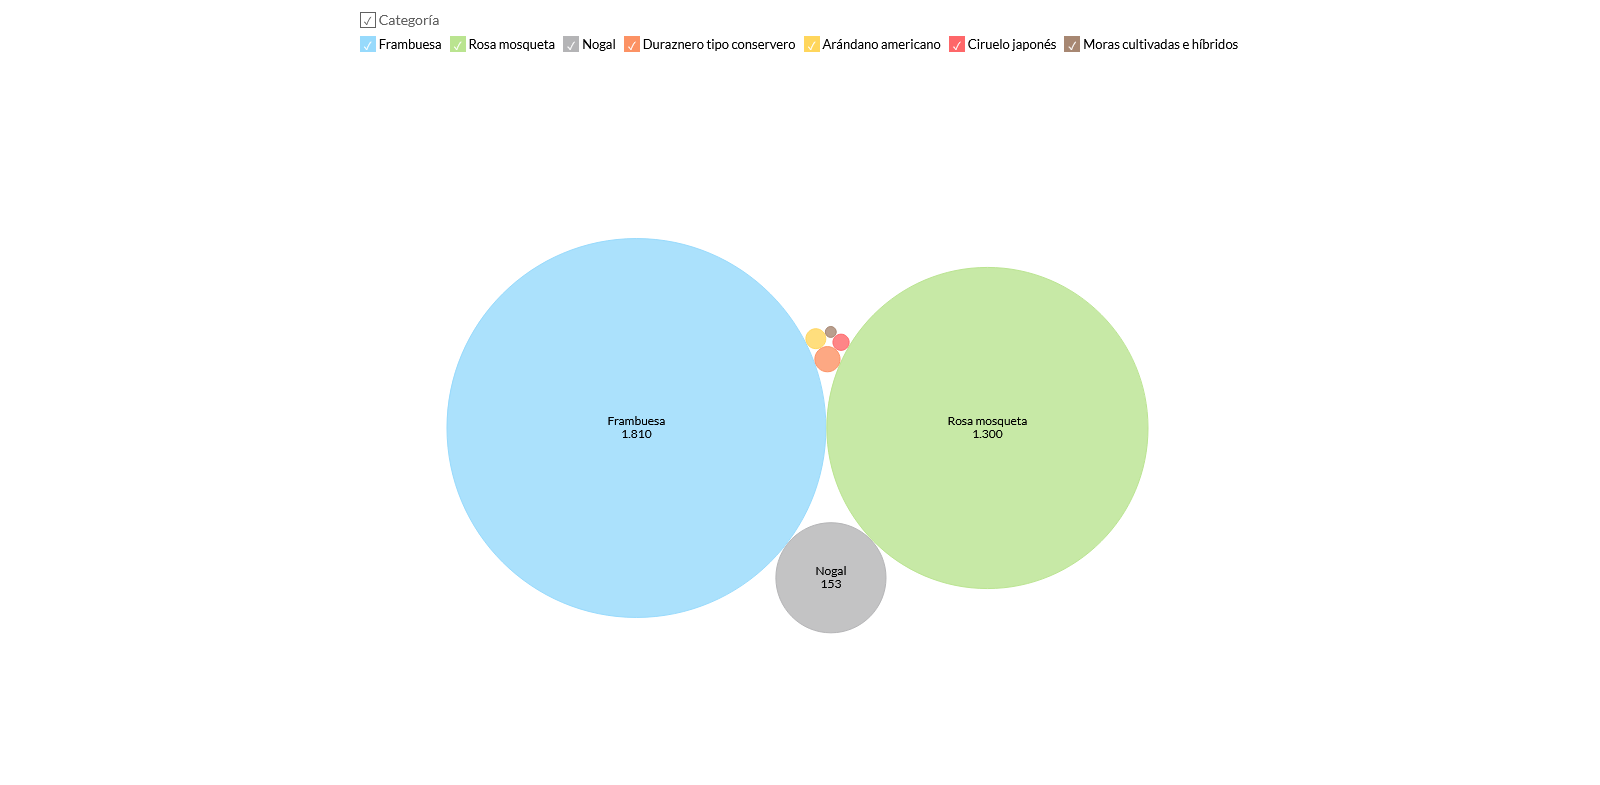 Categoría
Frambuesa Rosa mosqueta Nogal Duraznero tipo conservero Arándano americano Ciruelo japonés Moras cultivadas e híbridos
Frambuesa
1.810
Rosa mosqueta
1.300
Nogal
153